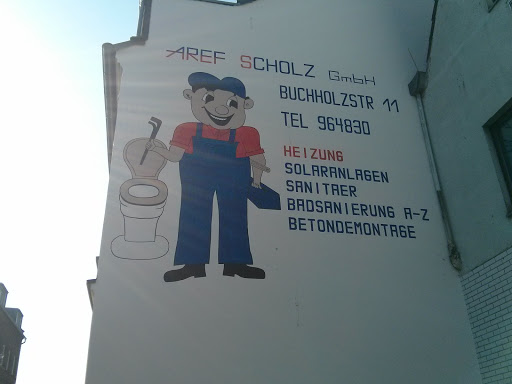 AREF SCHOLZ GmbH
BUCHHOLZSTR 11
TEL 964830
HEIZUNG
SOLARANLAGEN
SANITAER
BADSANIERUNG A-Z
BETONDEMONTAGE